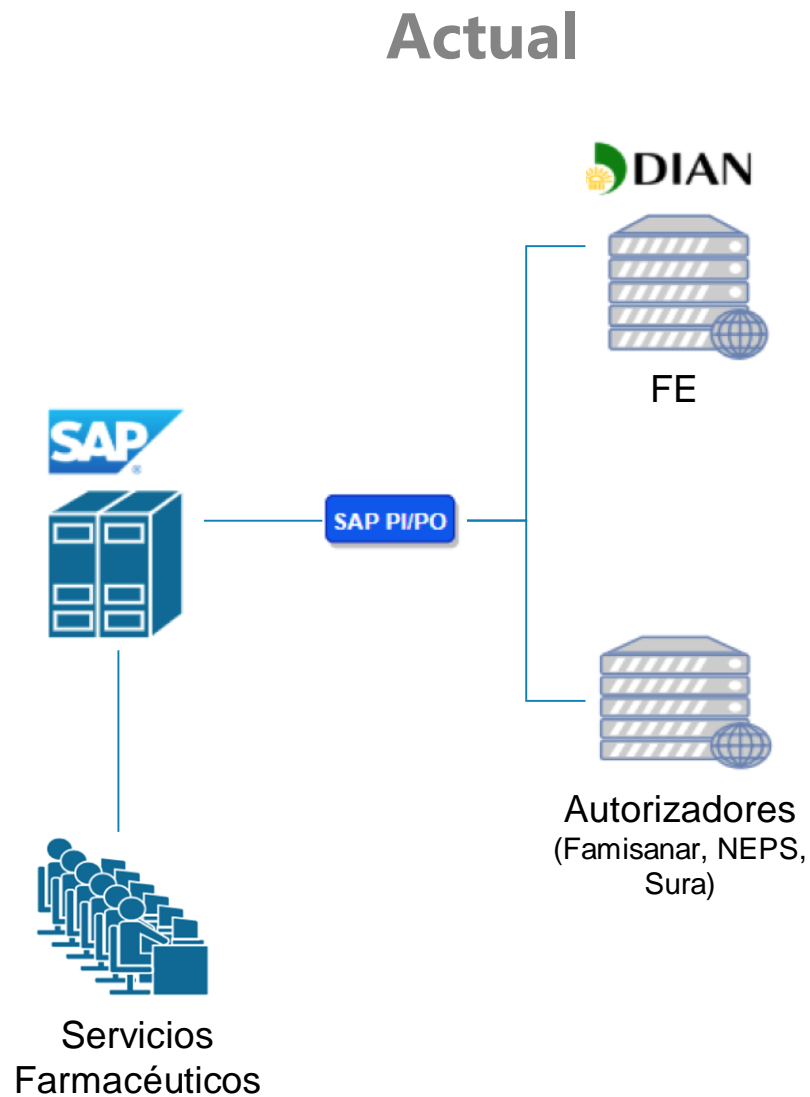 Actual
DIAN
FE
SAP
®
SAP PI/PO
Autorizadores
(Famisanar, NEPS,
Sura)
Servicios
Farmacéuticos